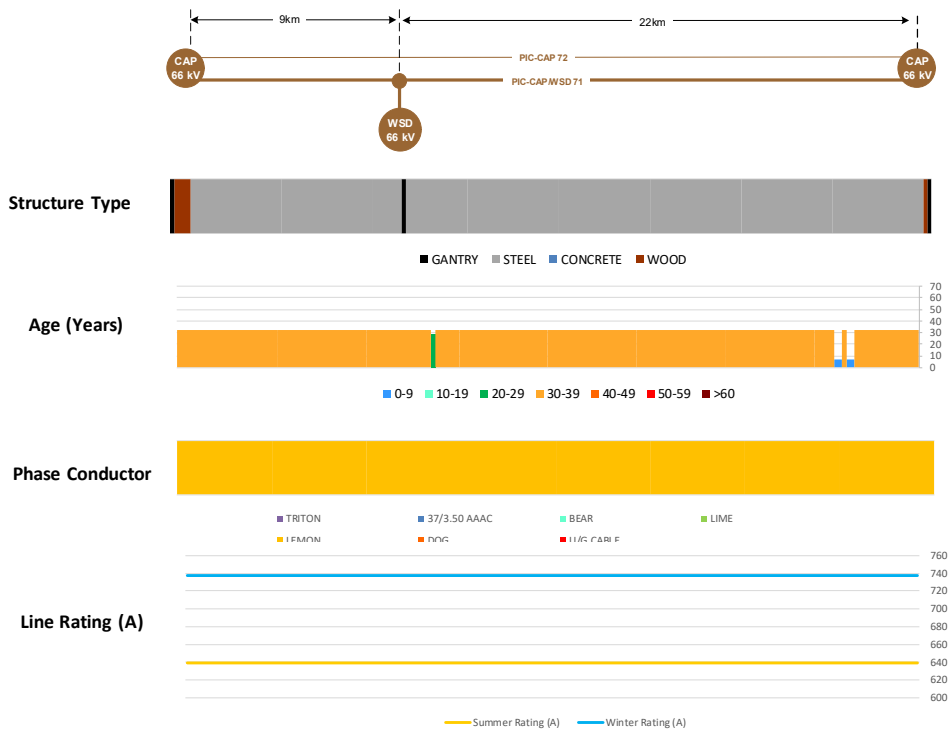 9km
22km
CAP
66 kV
PIC-CAP 72
PIC-CAP/WSD 71
CAP
66 kV
WSD
66 kV
Structure Type
GANTRY STEEL CONCRETE WOOD
Age (Years)
70
60
50
40
30
20
10
0
0-9 10-19 20-29 30-39 40-49 50-59 >60
Phase Conductor
TRITON 37/3.50 AAAC BEAR LIME
LEMON DOG U/G CABLE
Line Rating (A)
760
740
720
700
680
660
640
620
600
Summer Rating (A) Winter Rating (A)